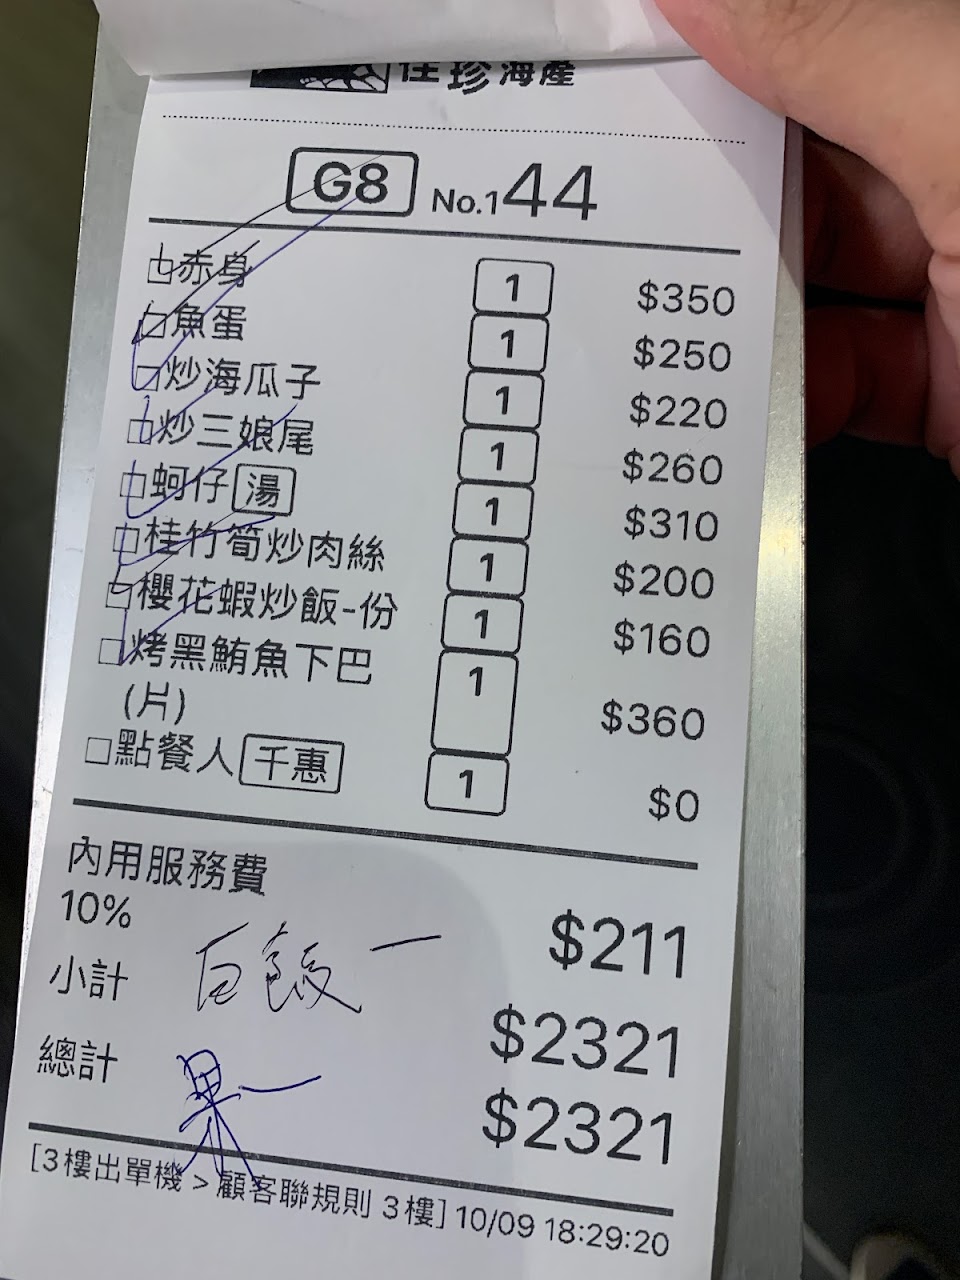 佳珍海產
G8 No.144
□赤身 1 $350
□魚蛋 1 $250
□炒海瓜子 1 $220
□炒三娘尾 1 $260
□蚵仔湯 1 $310
□桂竹筍炒肉絲 1 $200
□櫻花蝦炒飯-份 1 $160
□烤黑鮪魚下巴 1 $360
(片)
□點餐人千惠 1 $0
內用服務費
10% $211
白飯一
小計 $2321
總計 $2321
果一
[3樓出單機 > 顧客聯規則 3樓] 10/09 18:29:20